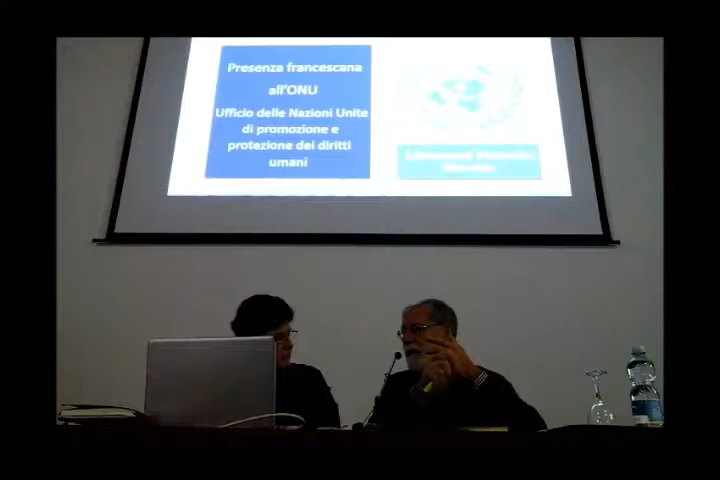 Presenza francescana
all'ONU
Ufficio delle Nazioni Unite
di promozione e
protezione dei diritti
umani